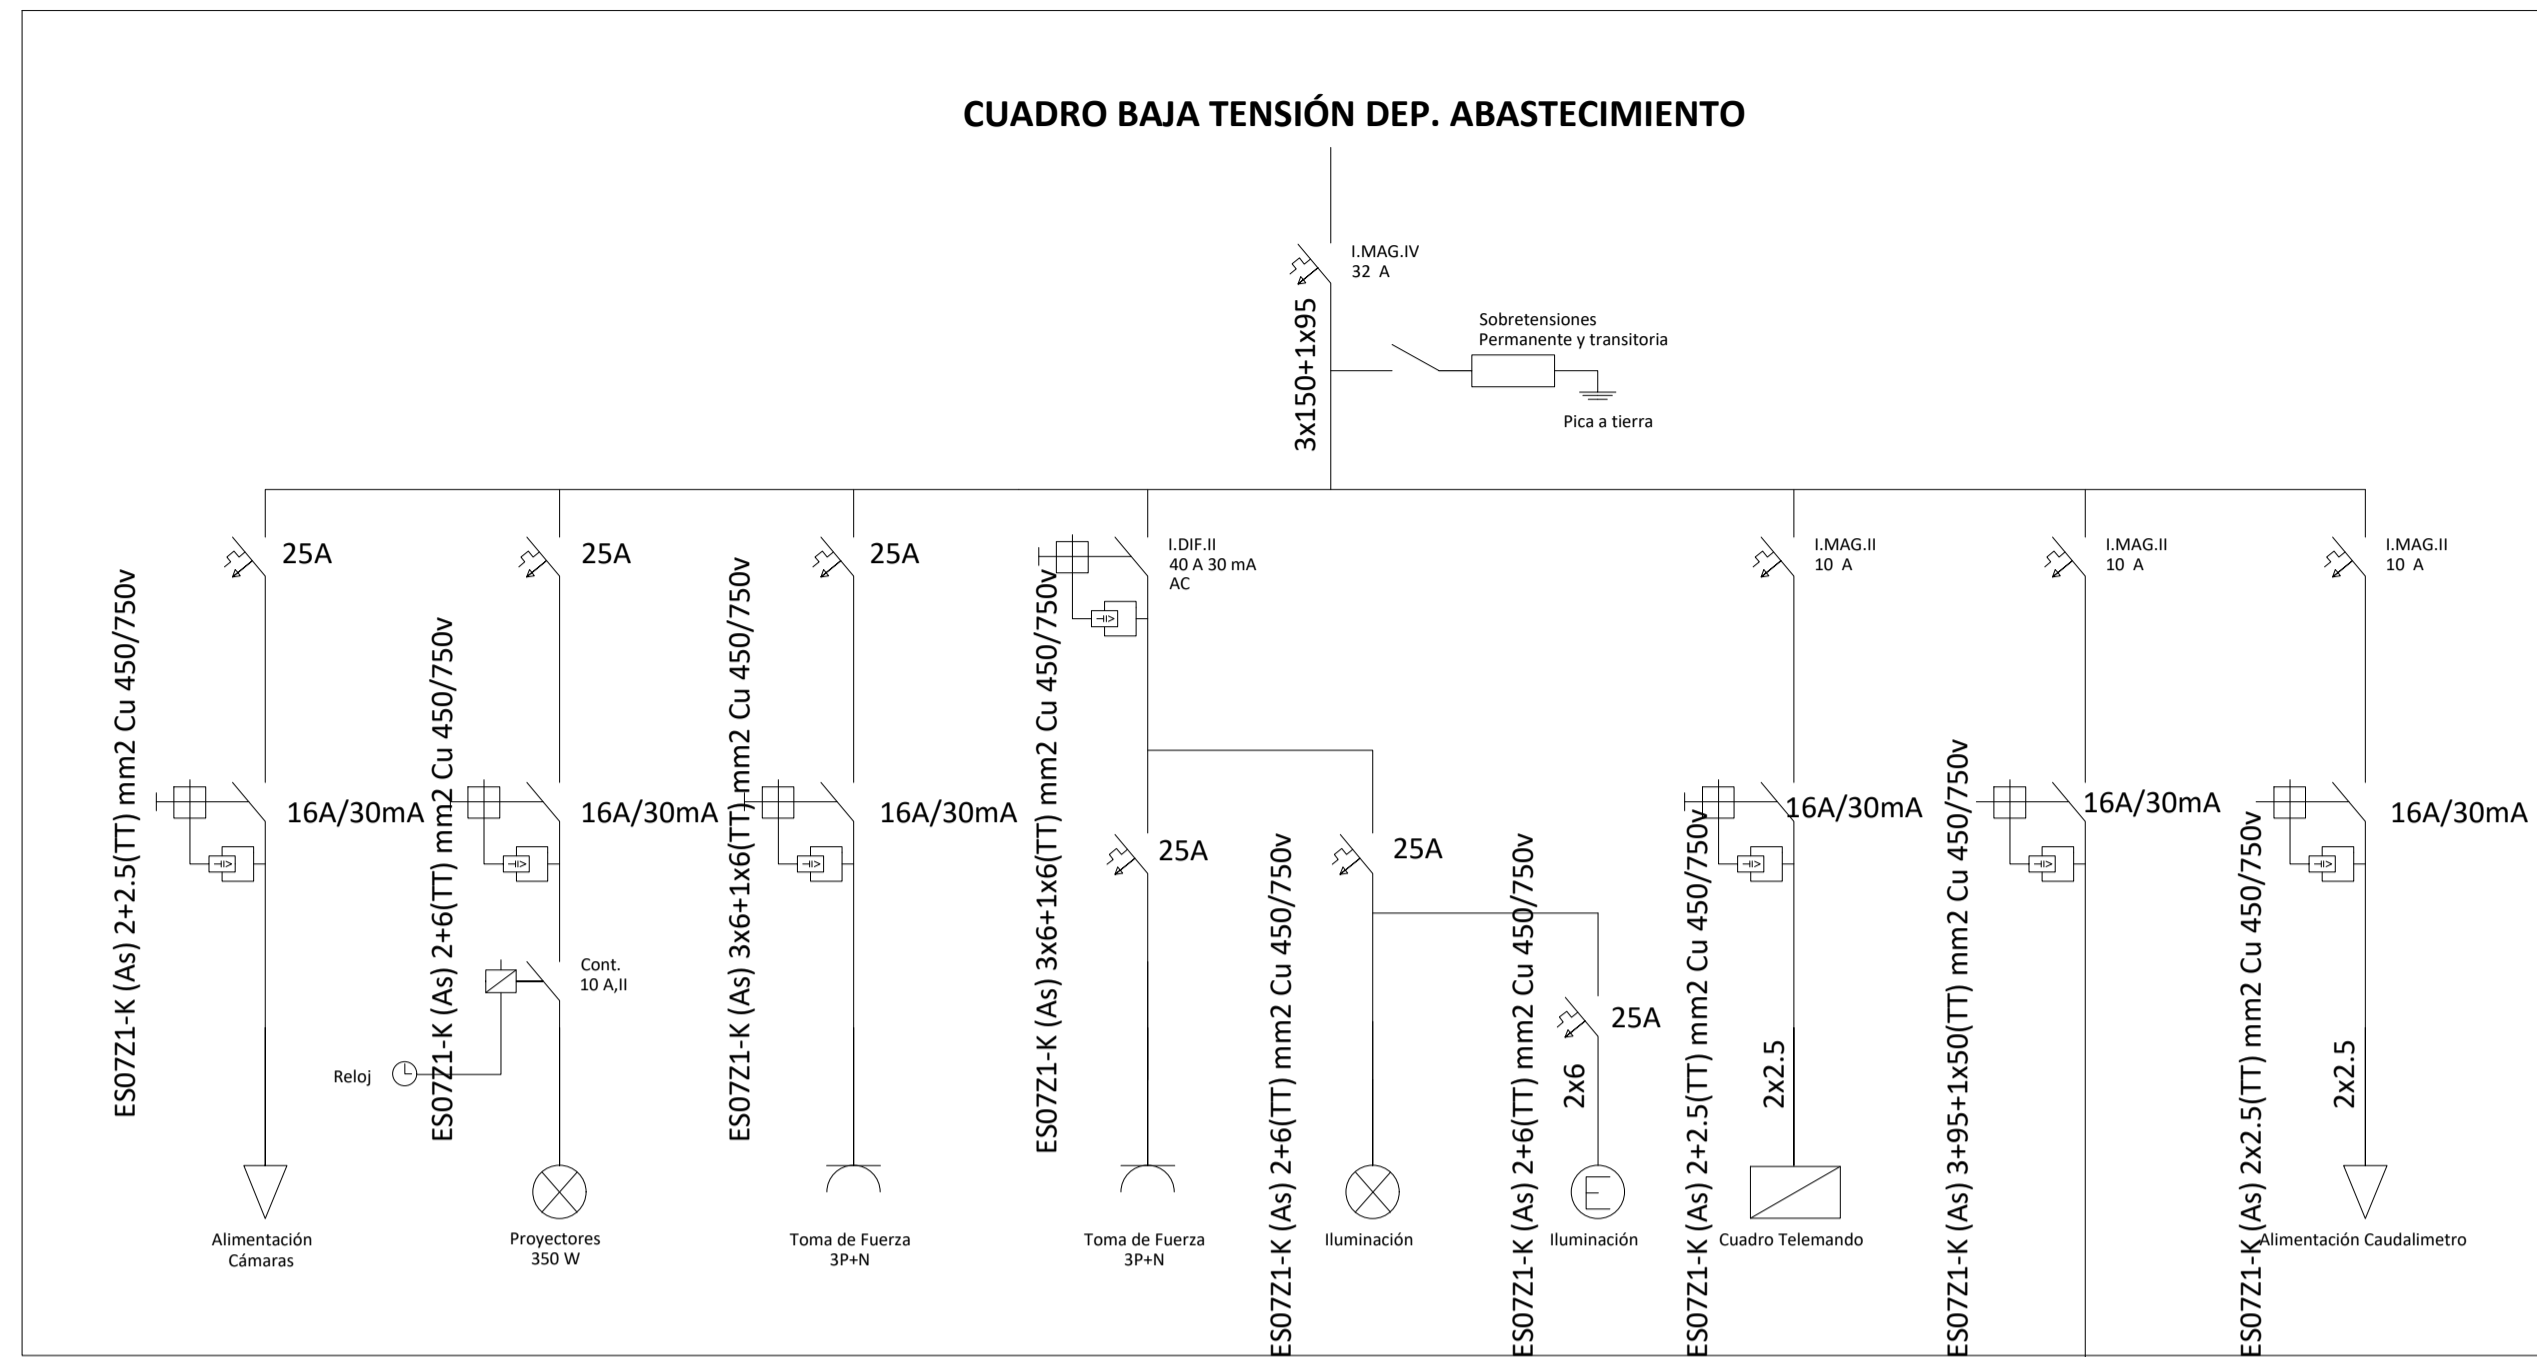 CUADRO BAJA TENSIÓN DEP. ABASTECIMIENTO
I.MAG.IV
32 A
3x150+1x95
Sobretensiones
Permanente y transitoria
Pica a tierra
ES07Z1-K (As) 2+2.5(TT) mm2 Cu 450/750v
25A
16A/30mA
Alimentación
Cámaras
ES07Z1-K (As) 2+6(TT) mm2 Cu 450/750v
25A
16A/30mA
Cont.
10 A,II
Reloj
Proyectores
350 W
ES07Z1-K (As) 3x6+1x6(TT) mm2 Cu 450/750v
25A
16A/30mA
Toma de Fuerza
3P+N
ES07Z1-K (As) 3x6+1x6(TT) mm2 Cu 450/750v
I.DIF.II
40 A 30 mA
AC
25A
Toma de Fuerza
3P+N
ES07Z1-K (As) 2+6(TT) mm2 Cu 450/750v
25A
Iluminación
ES07Z1-K (As) 2+6(TT) mm2 Cu 450/750v
25A
2x6
E
Iluminación
ES07Z1-K (As) 2+2.5(TT) mm2 Cu 450/750v
I.MAG.II
10 A
16A/30mA
2x2.5
Cuadro Telemando
ES07Z1-K (As) 3+95+1x50(TT) mm2 Cu 450/750v
I.MAG.II
10 A
16A/30mA
ES07Z1-K (As) 2x2.5(TT) mm2 Cu 450/750v
I.MAG.II
10 A
16A/30mA
2x2.5
Alimentación Caudalimetro